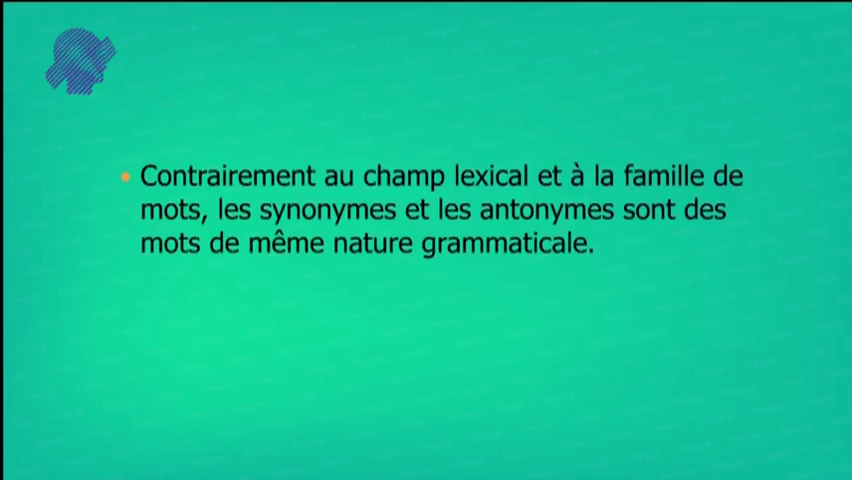 Contrairement au champ lexical et à la famille de
mots, les synonymes et les antonymes sont des
mots de même nature grammaticale.